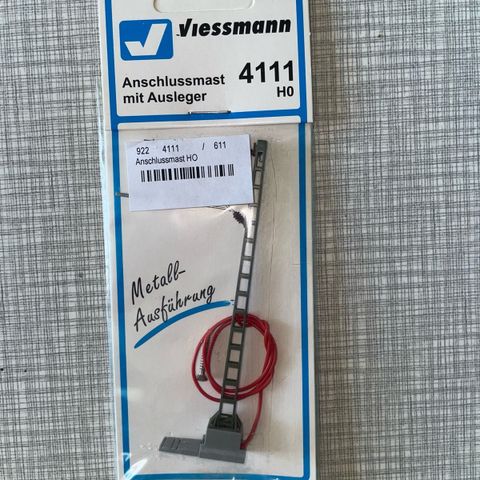 Viessmann
Anschlussmast
mit Ausleger
4111
H0
922 4111 / 611
Anschlussmast HO
Metall-
Ausführung